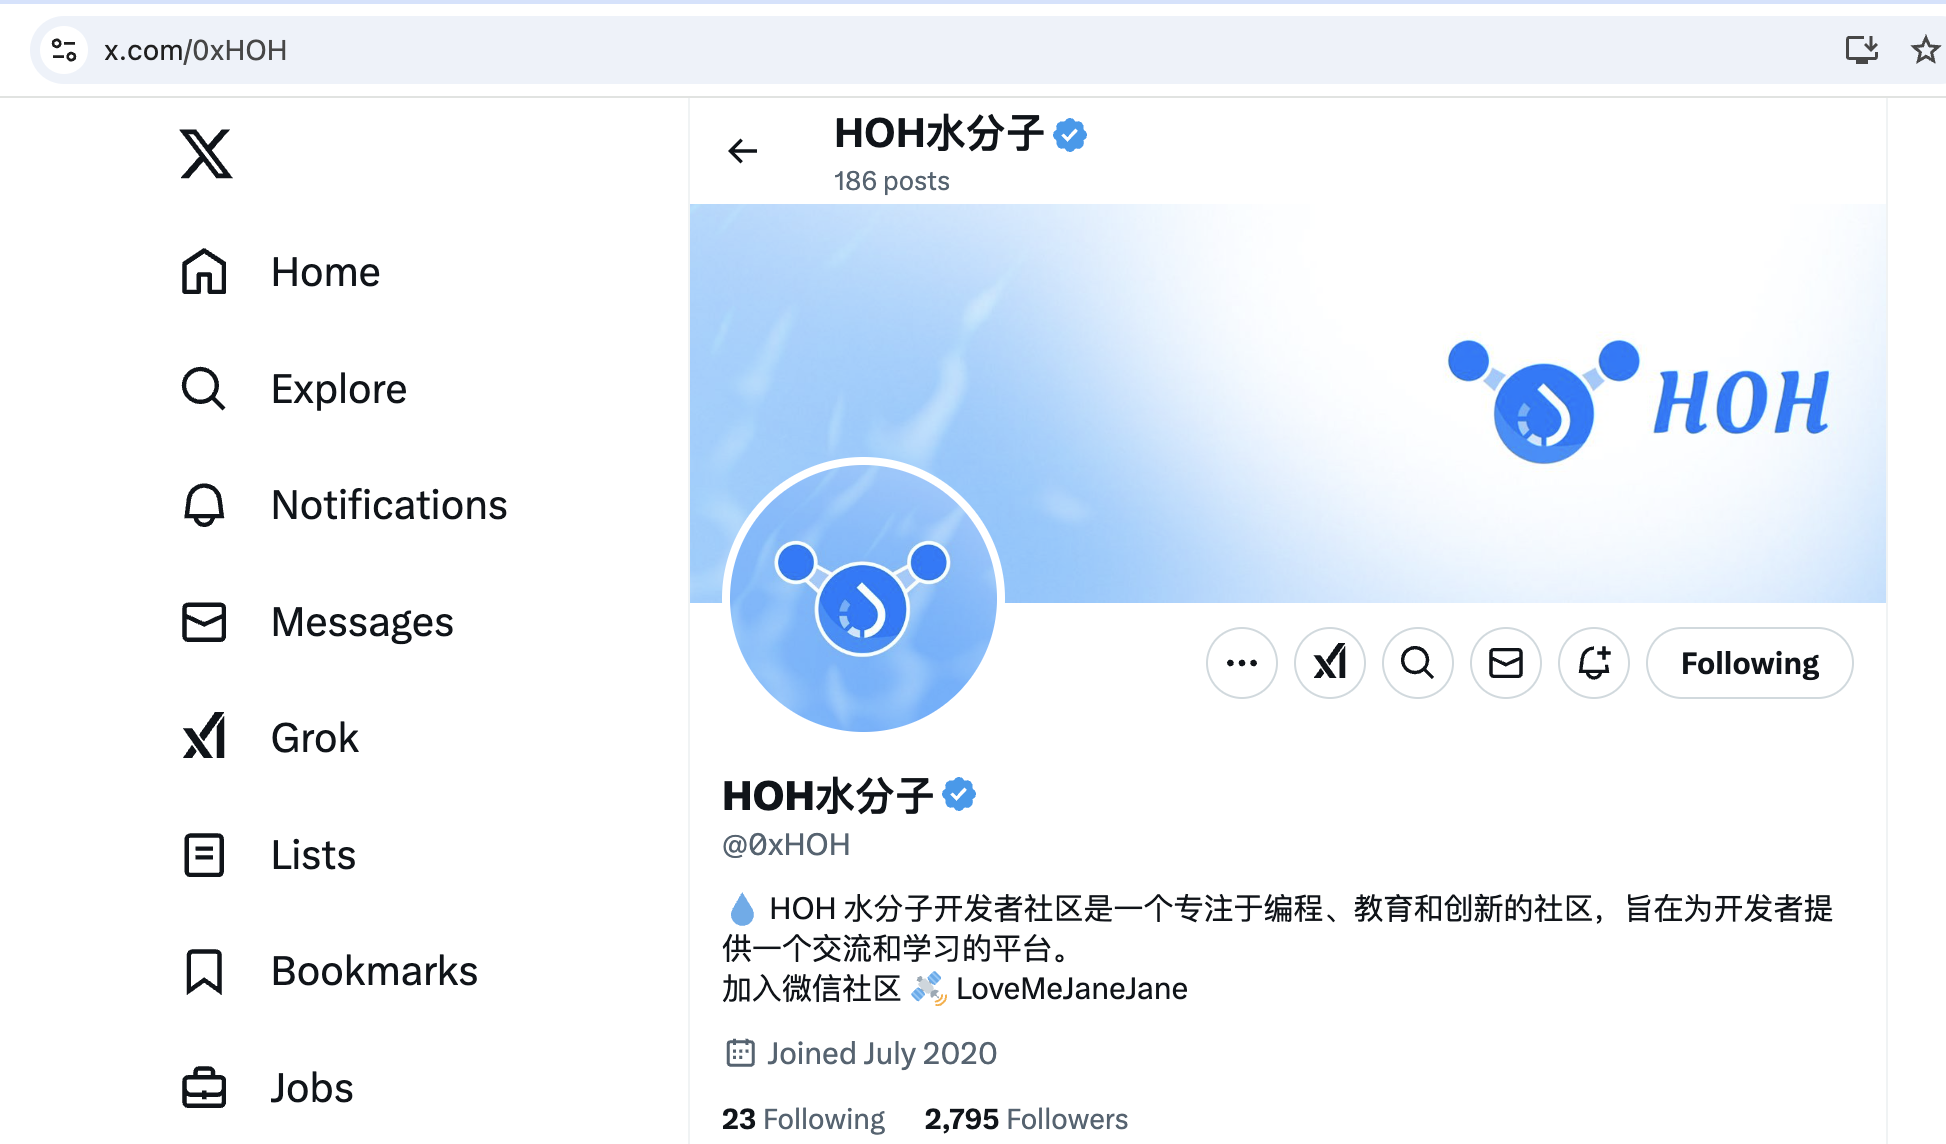 x.com/0xHOH
HOH水分子
186 posts
Home
Explore
Notifications
Messages
Grok
Lists
Bookmarks
Jobs
HOH
Following
HOH水分子
@0xHOH
💧 HOH 水分子开发者社区是一个专注于编程、教育和创新的社区，旨在为开发者提
供一个交流和学习的平台。
加入微信社区 🛰️ LoveMeJaneJane
Joined July 2020
23 Following 2,795 Followers